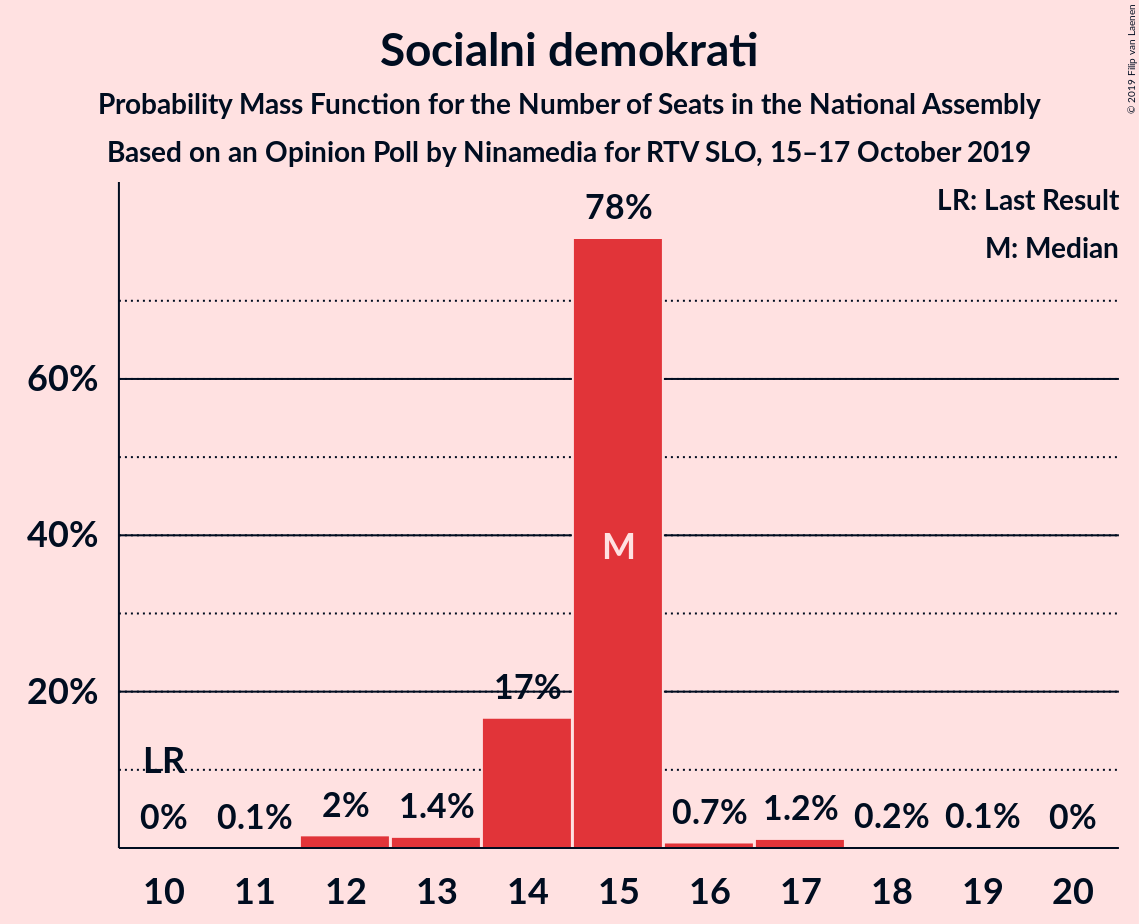 Socialni demokrati
Probability Mass Function for the Number of Seats in the National Assembly
Based on an Opinion Poll by Ninamedia for RTV SLO, 15–17 October 2019
© 2019 Filip van Laenen
LR: Last Result
M: Median
78%
60%
40%
M
20%
17%
LR
0%
0.1%
2%
1.4%
0.7%
1.2%
0.2%
0.1%
0%
10 11 12 13 14 15 16 17 18 19 20